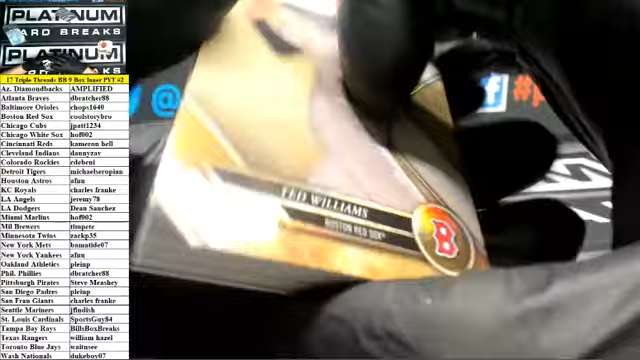 PLATINUM
CARD BREAKS
PLATINUM
17 Triple Threads BB 9 Box Inner PYT #2
Az. Diamondbacks AMPLIFIED
Atlanta Braves dbratcher88
Baltimore Orioles chops1640
Boston Red Sox coolstorybro
Chicago Cubs jpatt1234
Chicago White Sox hoff002
Cincinnati Reds kameron bell
Cleveland Indians dannyzav
Colorado Rockies cdebeni
Detroit Tigers michaelseropian
Houston Astros afnu
KC Royals charles franke
LA Angels jeremy78
LA Dodgers Dean Sanchez
Miami Marlins hoff002
Mil Brewers timpete
Minnesota Twins zackp35
New York Mets bamatide07
New York Yankees afnu
Oakland Athletics pleinp
Phil. Phillies dbratcher88
Pittsburgh Pirates Steve Meashey
San Diego Padres pleinp
San Fran Giants charles franke
Seattle Mariners jfindish
St. Louis Cardinals SportsGuy84
Tampa Bay Rays BillsBoxBreaks
Texas Rangers william hazel
Toronto Blue Jays waitusee
Wash Nationals dukeboy07
@
f #
TED WILLIAMS
BOSTON RED SOX
B